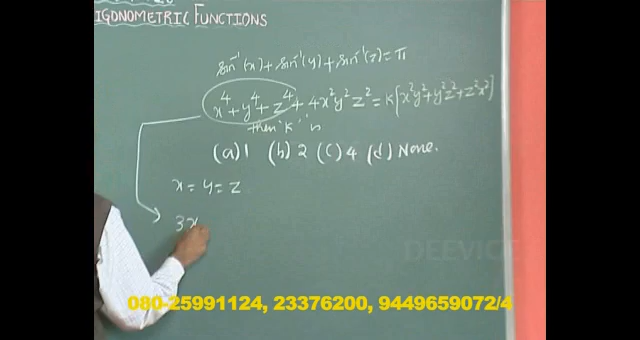 IGONOMETRIC FUNCTIONS
sin⁻¹(x) + sin⁻¹(y) + sin⁻¹(z) = π
x⁴ + y⁴ + z⁴ + 4x²y²z² = K[x²y² + y²z² + z²x²]
then 'K' is
(a) 1 (b) 2 (c) 4 (d) None.
x = y = z
3x
DEEVICE
080-25991124, 23376200, 9449659072/4